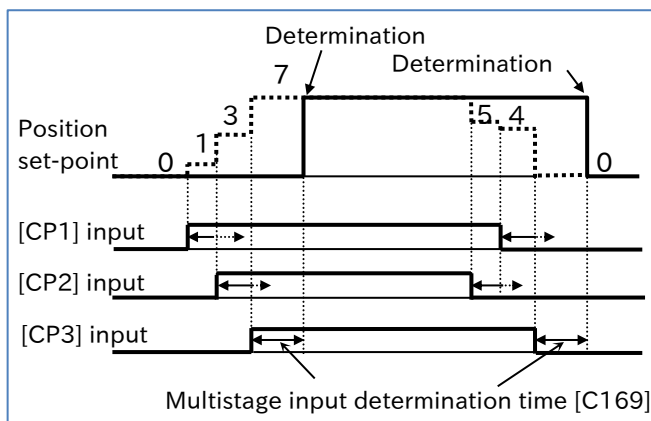 Determination
Determination
7
3
5 4
Position
set-point
1
0
0
[CP1] input
[CP2] input
[CP3] input
Multistage input determination time [C169]